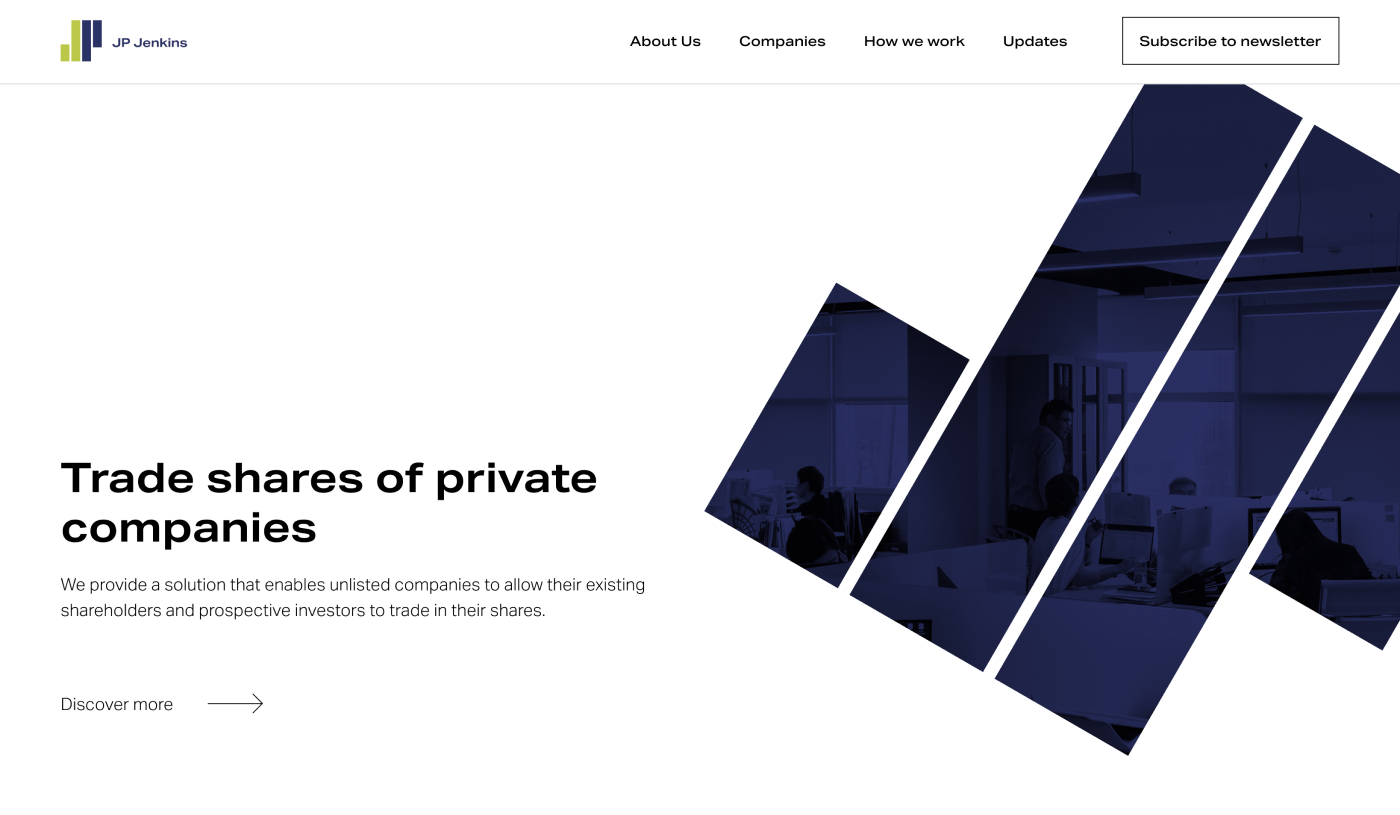 JP Jenkins
About Us
Companies
How we work
Updates
Subscribe to newsletter
Trade shares of private
companies
We provide a solution that enables unlisted companies to allow their existing
shareholders and prospective investors to trade in their shares.
Discover more